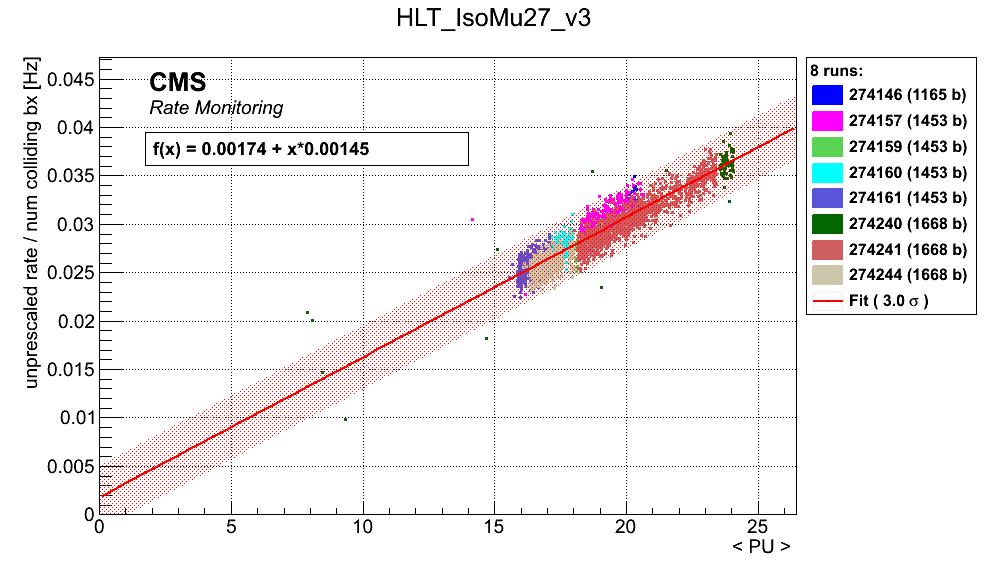 HLT_IsoMu27_v3
unprescaled rate / num colliding bx [Hz]
0.045
0.04
0.035
0.03
0.025
0.02
0.015
0.01
0.005
0
CMS
Rate Monitoring
f(x) = 0.00174 + x*0.00145
0 5 10 15 20 25
< PU >
8 runs:
274146 (1165 b)
274157 (1453 b)
274159 (1453 b)
274160 (1453 b)
274161 (1453 b)
274240 (1668 b)
274241 (1668 b)
274244 (1668 b)
Fit ( 3.0 σ )